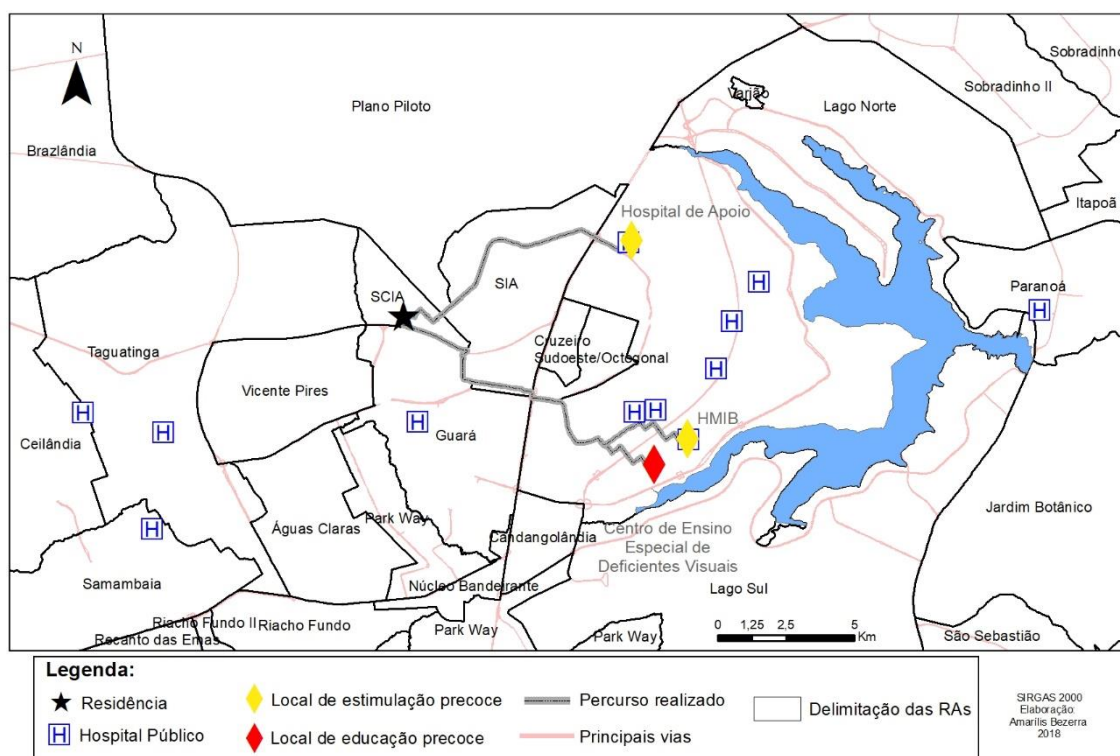 N
Sobradinho
Sobradinho II
Varjão
Lago Norte
Plano Piloto
Brazlândia
Itapoã
Hospital de Apoio
H
SCIA
SIA
Paranoá
H
H
Cruzeiro
Sudoeste/Octogonal
Taguatinga
Vicente Pires
H
H
H
H
HMIB
Ceilândia
H
H
Guará
Jardim Botânico
H
Águas Claras
Park Way
Candangolândia
Centro de Ensino
Especial de
Deficientes Visuais
Samambaia
Núcleo Bandeirante
Lago Sul
Riacho Fundo II
Riacho Fundo
Recanto das Emas
Park Way
Park Way
São Sebastião
0 1,25 2,5 5
Km
Legenda:
Residência
Local de estimulação precoce
Percurso realizado
Delimitação das RAs
H Hospital Público
Local de educação precoce
Principais vias
SIRGAS 2000
Elaboração:
Amarílis Bezerra
2018